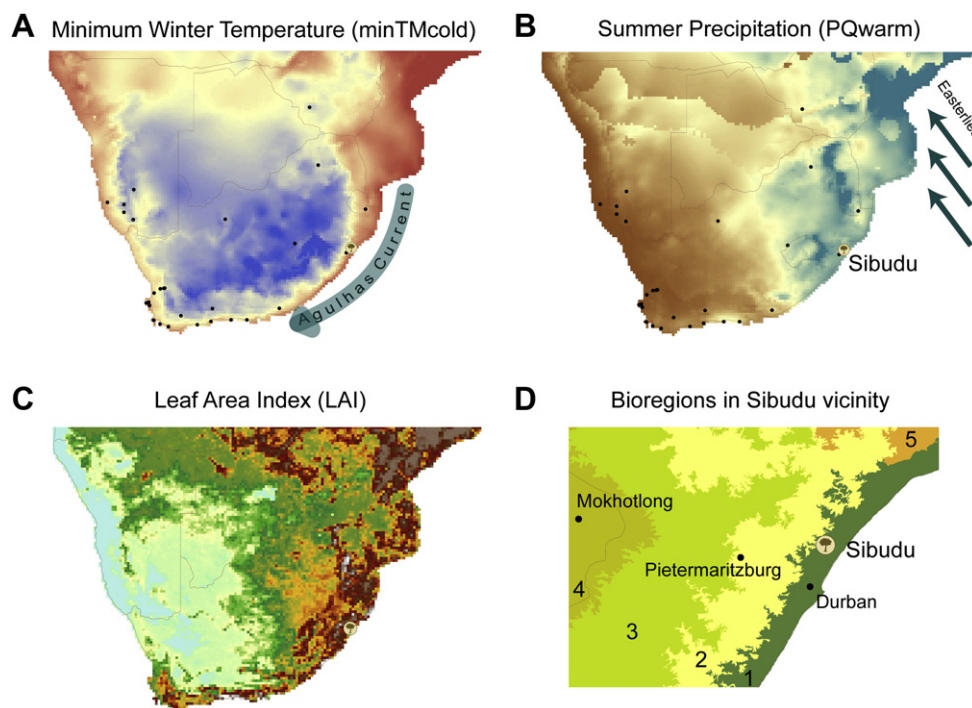 A Minimum Winter Temperature (minTMcold)
Agulhas Current
B Summer Precipitation (PQwarm)
Easterlies
Sibudu
C Leaf Area Index (LAI)
D Bioregions in Sibudu vicinity
5
Mokhotlong
Sibudu
Pietermaritzburg
Durban
4
3
2
1